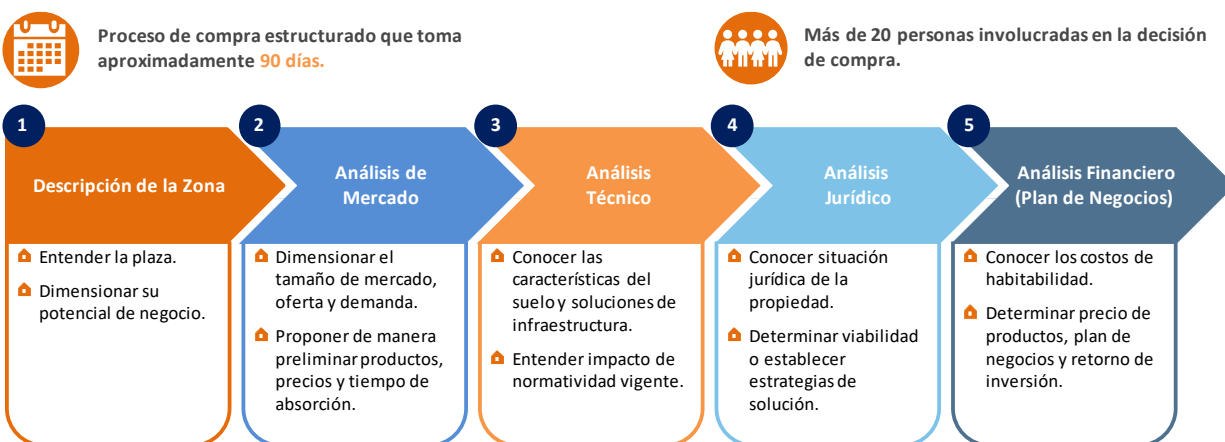 Proceso de compra estructurado que toma
aproximadamente 90 días.
Más de 20 personas involucradas en la decisión
de compra.
1
Descripción de la Zona
Entender la plaza.
Dimensionar su
potencial de negocio.
2
Análisis de
Mercado
Dimensionar el
tamaño de mercado,
oferta y demanda.
Proponer de manera
preliminar productos,
precios y tiempo de
absorción.
3
Análisis
Técnico
Conocer las
características del
suelo y soluciones de
infraestructura.
Entender impacto de
normatividad vigente.
4
Análisis
Jurídico
Conocer situación
jurídica de la
propiedad.
Determinar viabilidad
o establecer
estrategias de
solución.
5
Análisis Financiero
(Plan de Negocios)
Conocer los costos de
habitabilidad.
Determinar precio de
productos, plan de
negocios y retorno de
inversión.